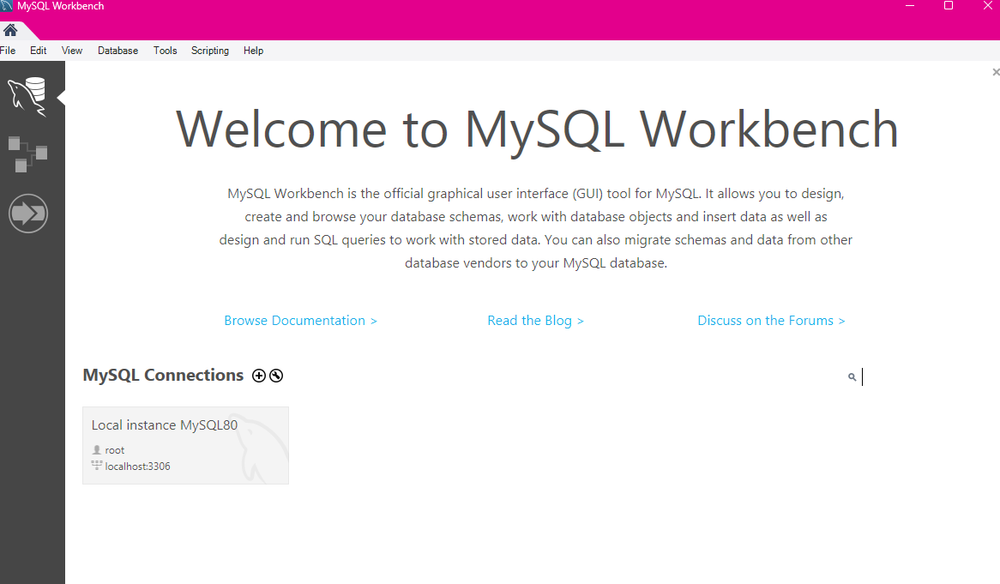 MySQL Workbench
File Edit View Database Tools Scripting Help
Welcome to MySQL Workbench
MySQL Workbench is the official graphical user interface (GUI) tool for MySQL. It allows you to design,
create and browse your database schemas, work with database objects and insert data as well as
design and run SQL queries to work with stored data. You can also migrate schemas and data from other
database vendors to your MySQL database.
Browse Documentation > Read the Blog > Discuss on the Forums >
MySQL Connections
Local instance MySQL80
root
localhost:3306